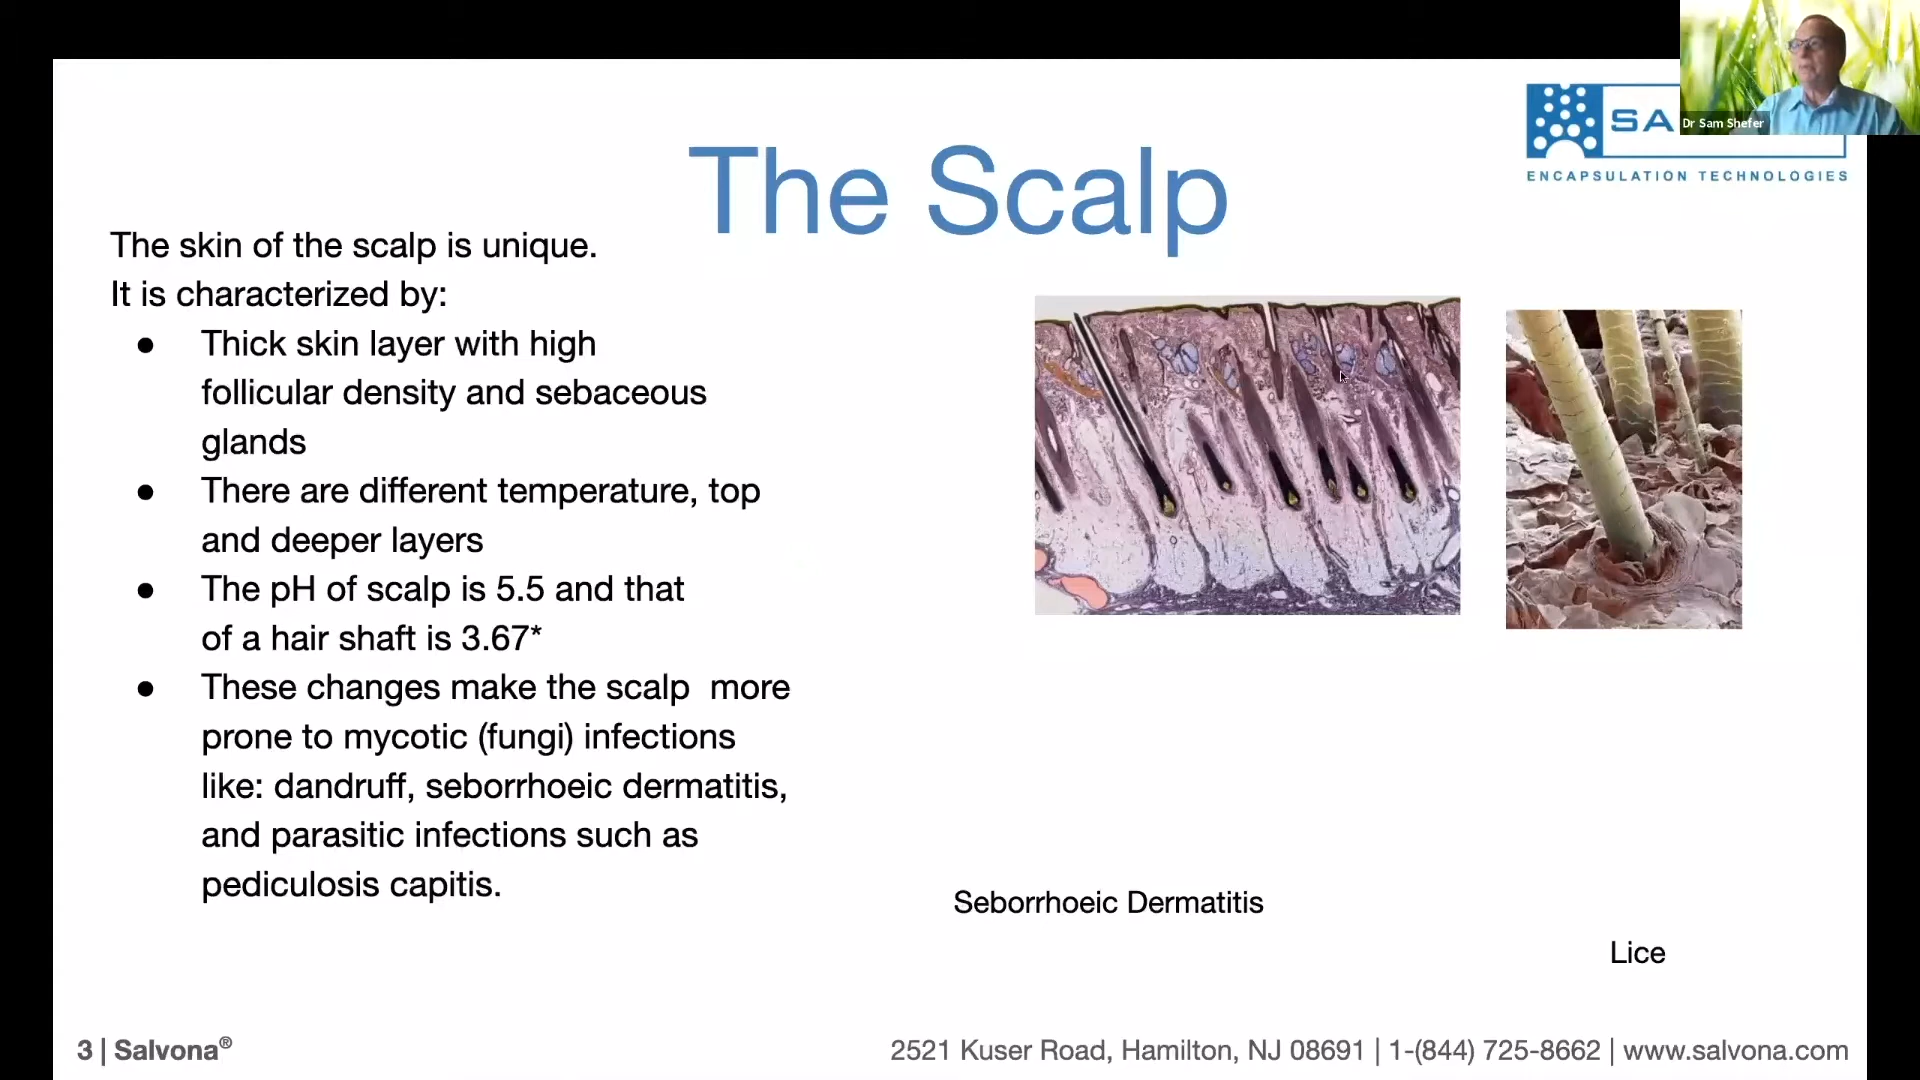 SA
Dr Sam Shefer
ENCAPSULATION TECHNOLOGIES
The Scalp
The skin of the scalp is unique.
It is characterized by:
● Thick skin layer with high
follicular density and sebaceous
glands
● There are different temperature, top
and deeper layers
● The pH of scalp is 5.5 and that
of a hair shaft is 3.67*
● These changes make the scalp  more
prone to mycotic (fungi) infections
like: dandruff, seborrhoeic dermatitis,
and parasitic infections such as
pediculosis capitis.
Seborrhoeic Dermatitis
Lice
3 | Salvona®
2521 Kuser Road, Hamilton, NJ 08691 | 1-(844) 725-8662 | www.salvona.com